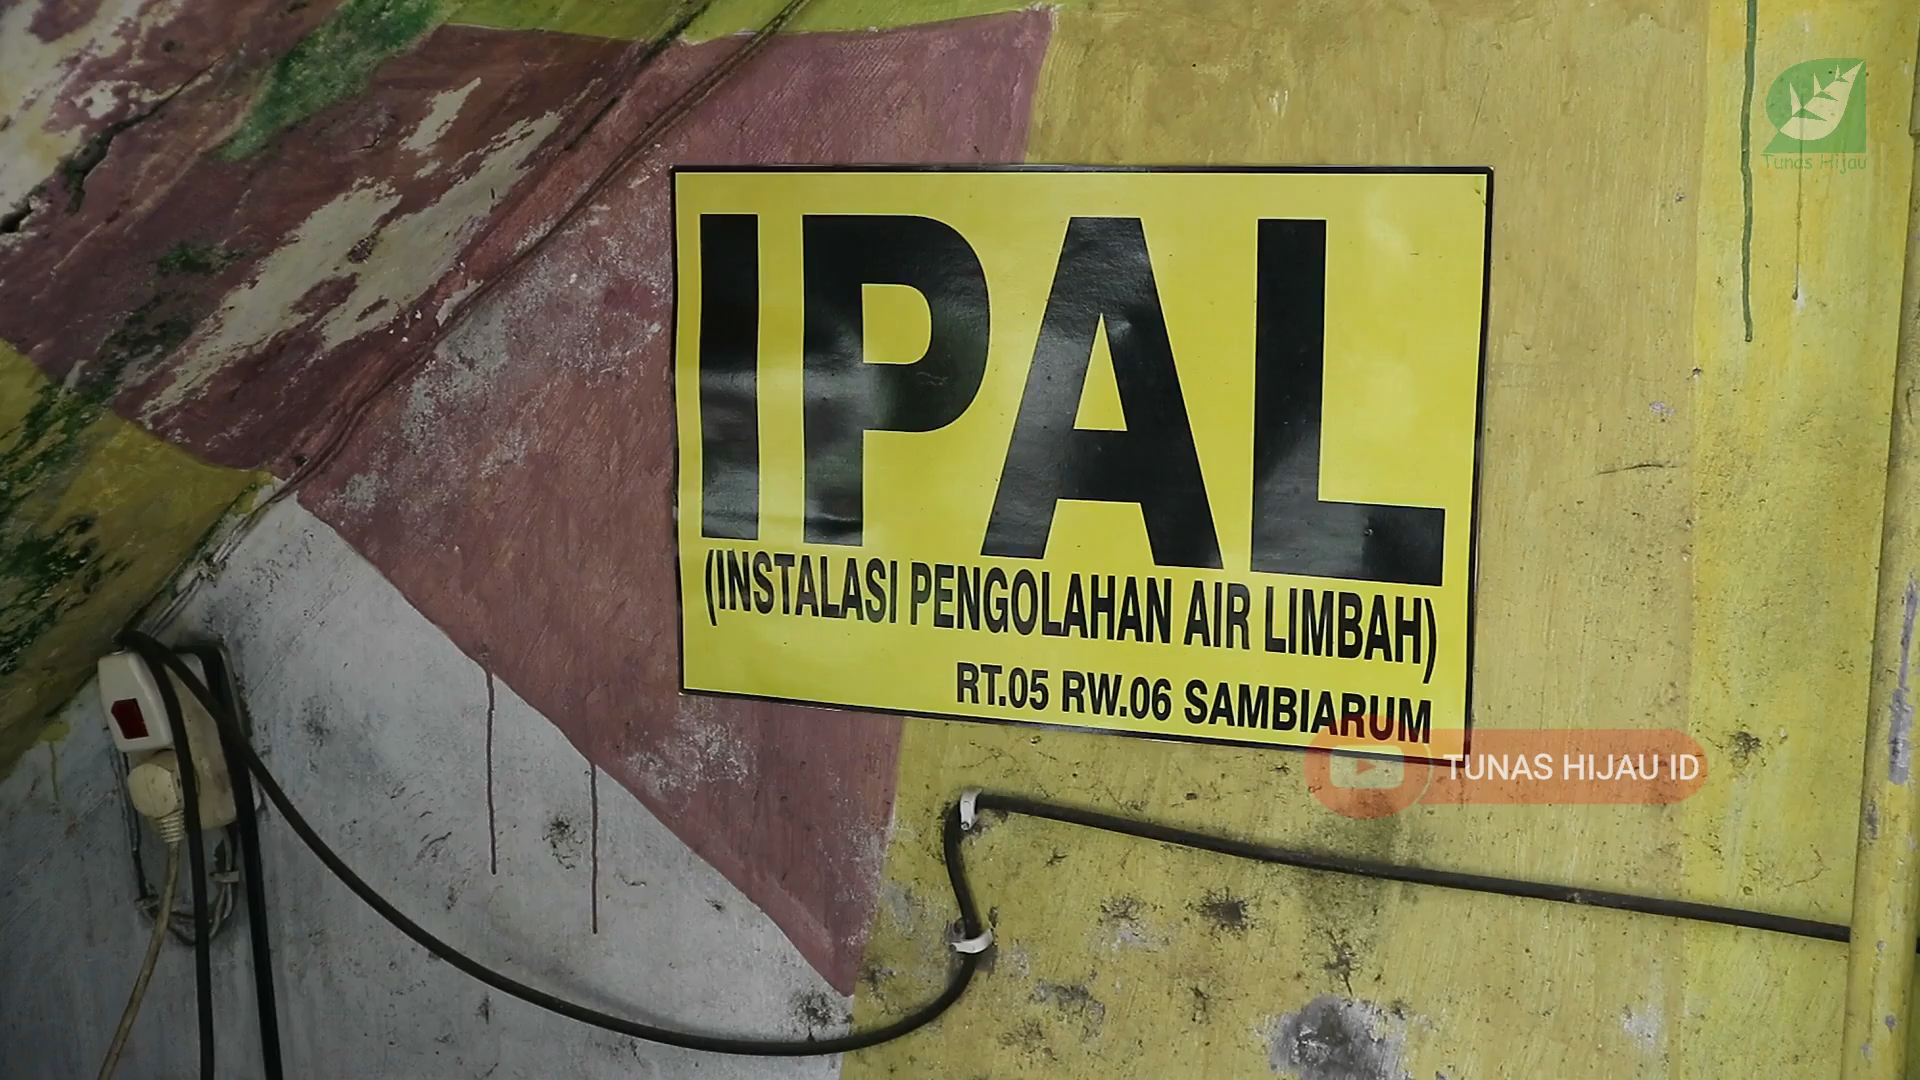 Tunas Hijau
IPAL
(INSTALASI PENGOLAHAN AIR LIMBAH)
RT.05 RW.06 SAMBIARUM
TUNAS HIJAU ID